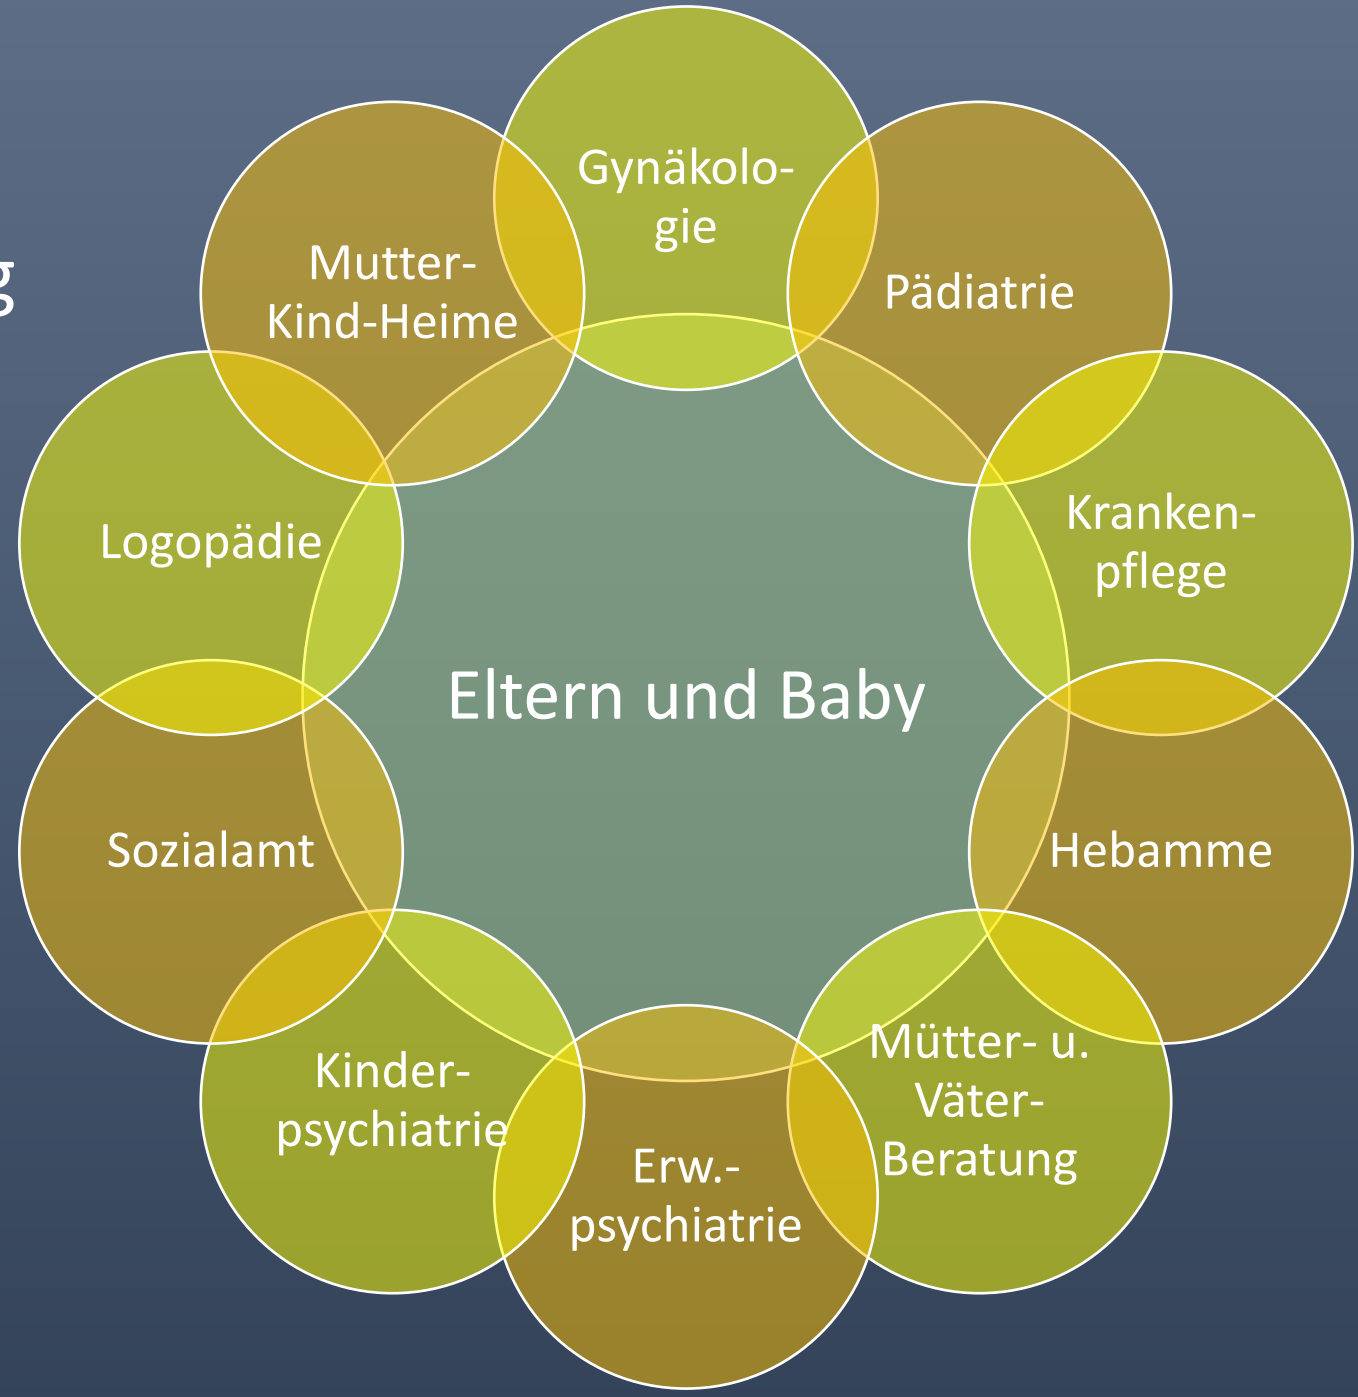 Gynäkolo-
gie
Pädiatrie
Kranken-
pflege
Hebamme
Mütter- u.
Väter-
Beratung
Erw.-
psychiatrie
Kinder-
psychiatrie
Sozialamt
Logopädie
Mutter-
Kind-Heime
Eltern und Baby
g